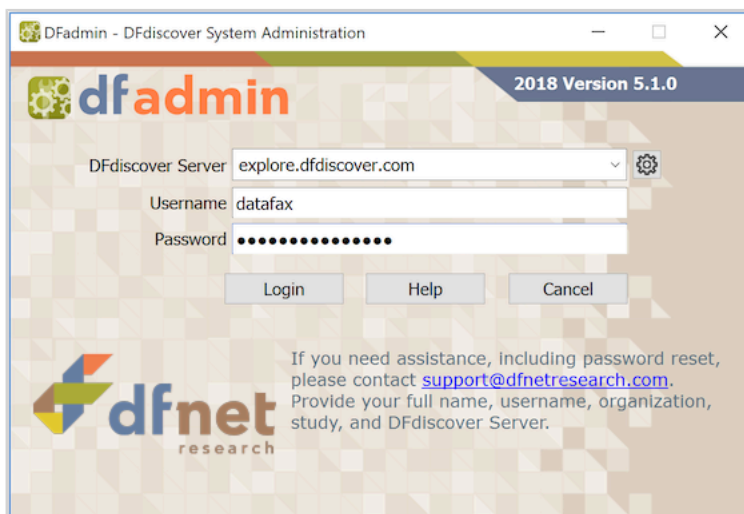 DFadmin - DFdiscover System Administration
2018 Version 5.1.0
dfadmin
DFdiscover Server explore.dfdiscover.com
Username datafax
Password •••••••••••••••
Login Help Cancel
If you need assistance, including password reset,
please contact support@dfnetresearch.com.
Provide your full name, username, organization,
study, and DFdiscover Server.
dfnet
research